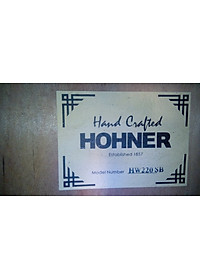 Hand Crafted
HOHNER
Established 1857
Model Number HW220 SB